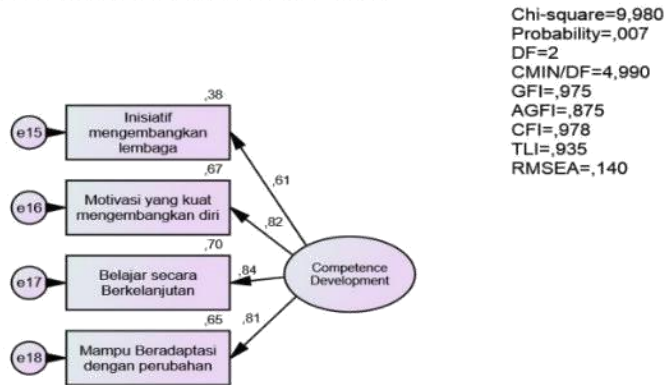 Chi-square=9,980
Probability=,007
DF=2
CMIN/DF=4,990
GFI=,975
AGFI=,875
CFI=,978
TLI=,935
RMSEA=,140
,38
e15
Inisiatif
mengembangkan
lembaga
,61
,67
e16
Motivasi yang kuat
mengembangkan diri
,82
,70
e17
Belajar secara
Berkelanjutan
,84
Competence
Development
,65
e18
Mampu Beradaptasi
dengan perubahan
,81